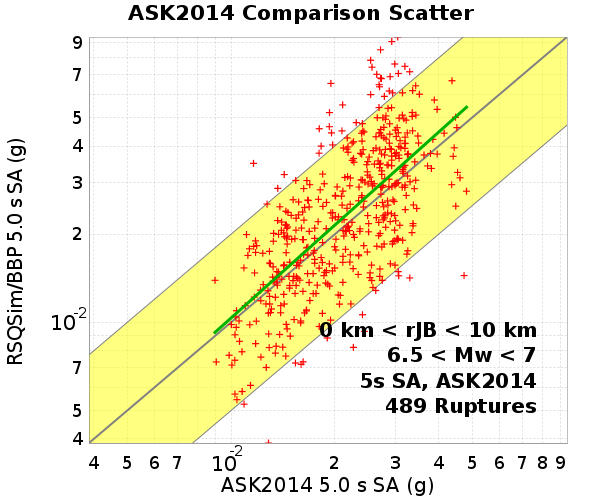 ASK2014 Comparison Scatter
RSQSim/BBP 5.0 s SA (g)
9
7
5
4
3
2
10-2
7
5
4
0 km < rJB < 10 km
6.5 < Mw < 7
5s SA, ASK2014
489 Ruptures
4 5 6 7 10-2 2 3 4 5 6 7 8 9
ASK2014 5.0 s SA (g)